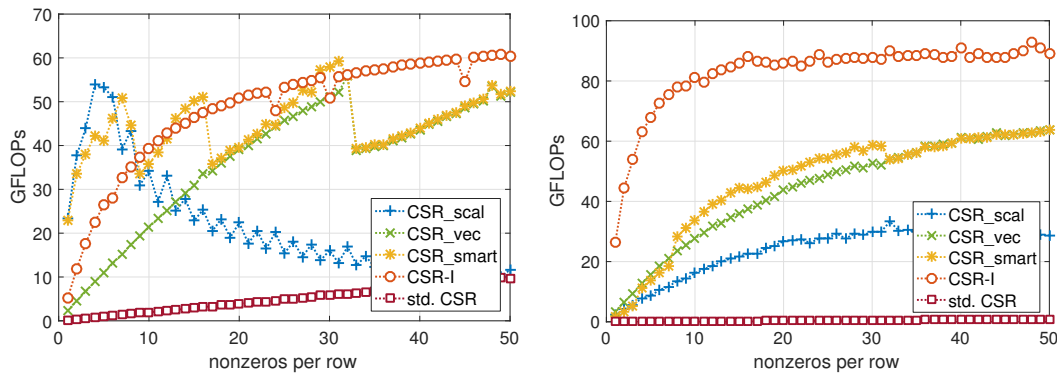 70
60
50
40
30
20
10
0
GFLOPs
0 10 20 30 40 50
nonzeros per row
CSR_scal
CSR_vec
CSR_smart
CSR-I
std. CSR
100
80
60
40
20
0
GFLOPs
0 10 20 30 40 50
nonzeros per row
CSR_scal
CSR_vec
CSR_smart
CSR-I
std. CSR